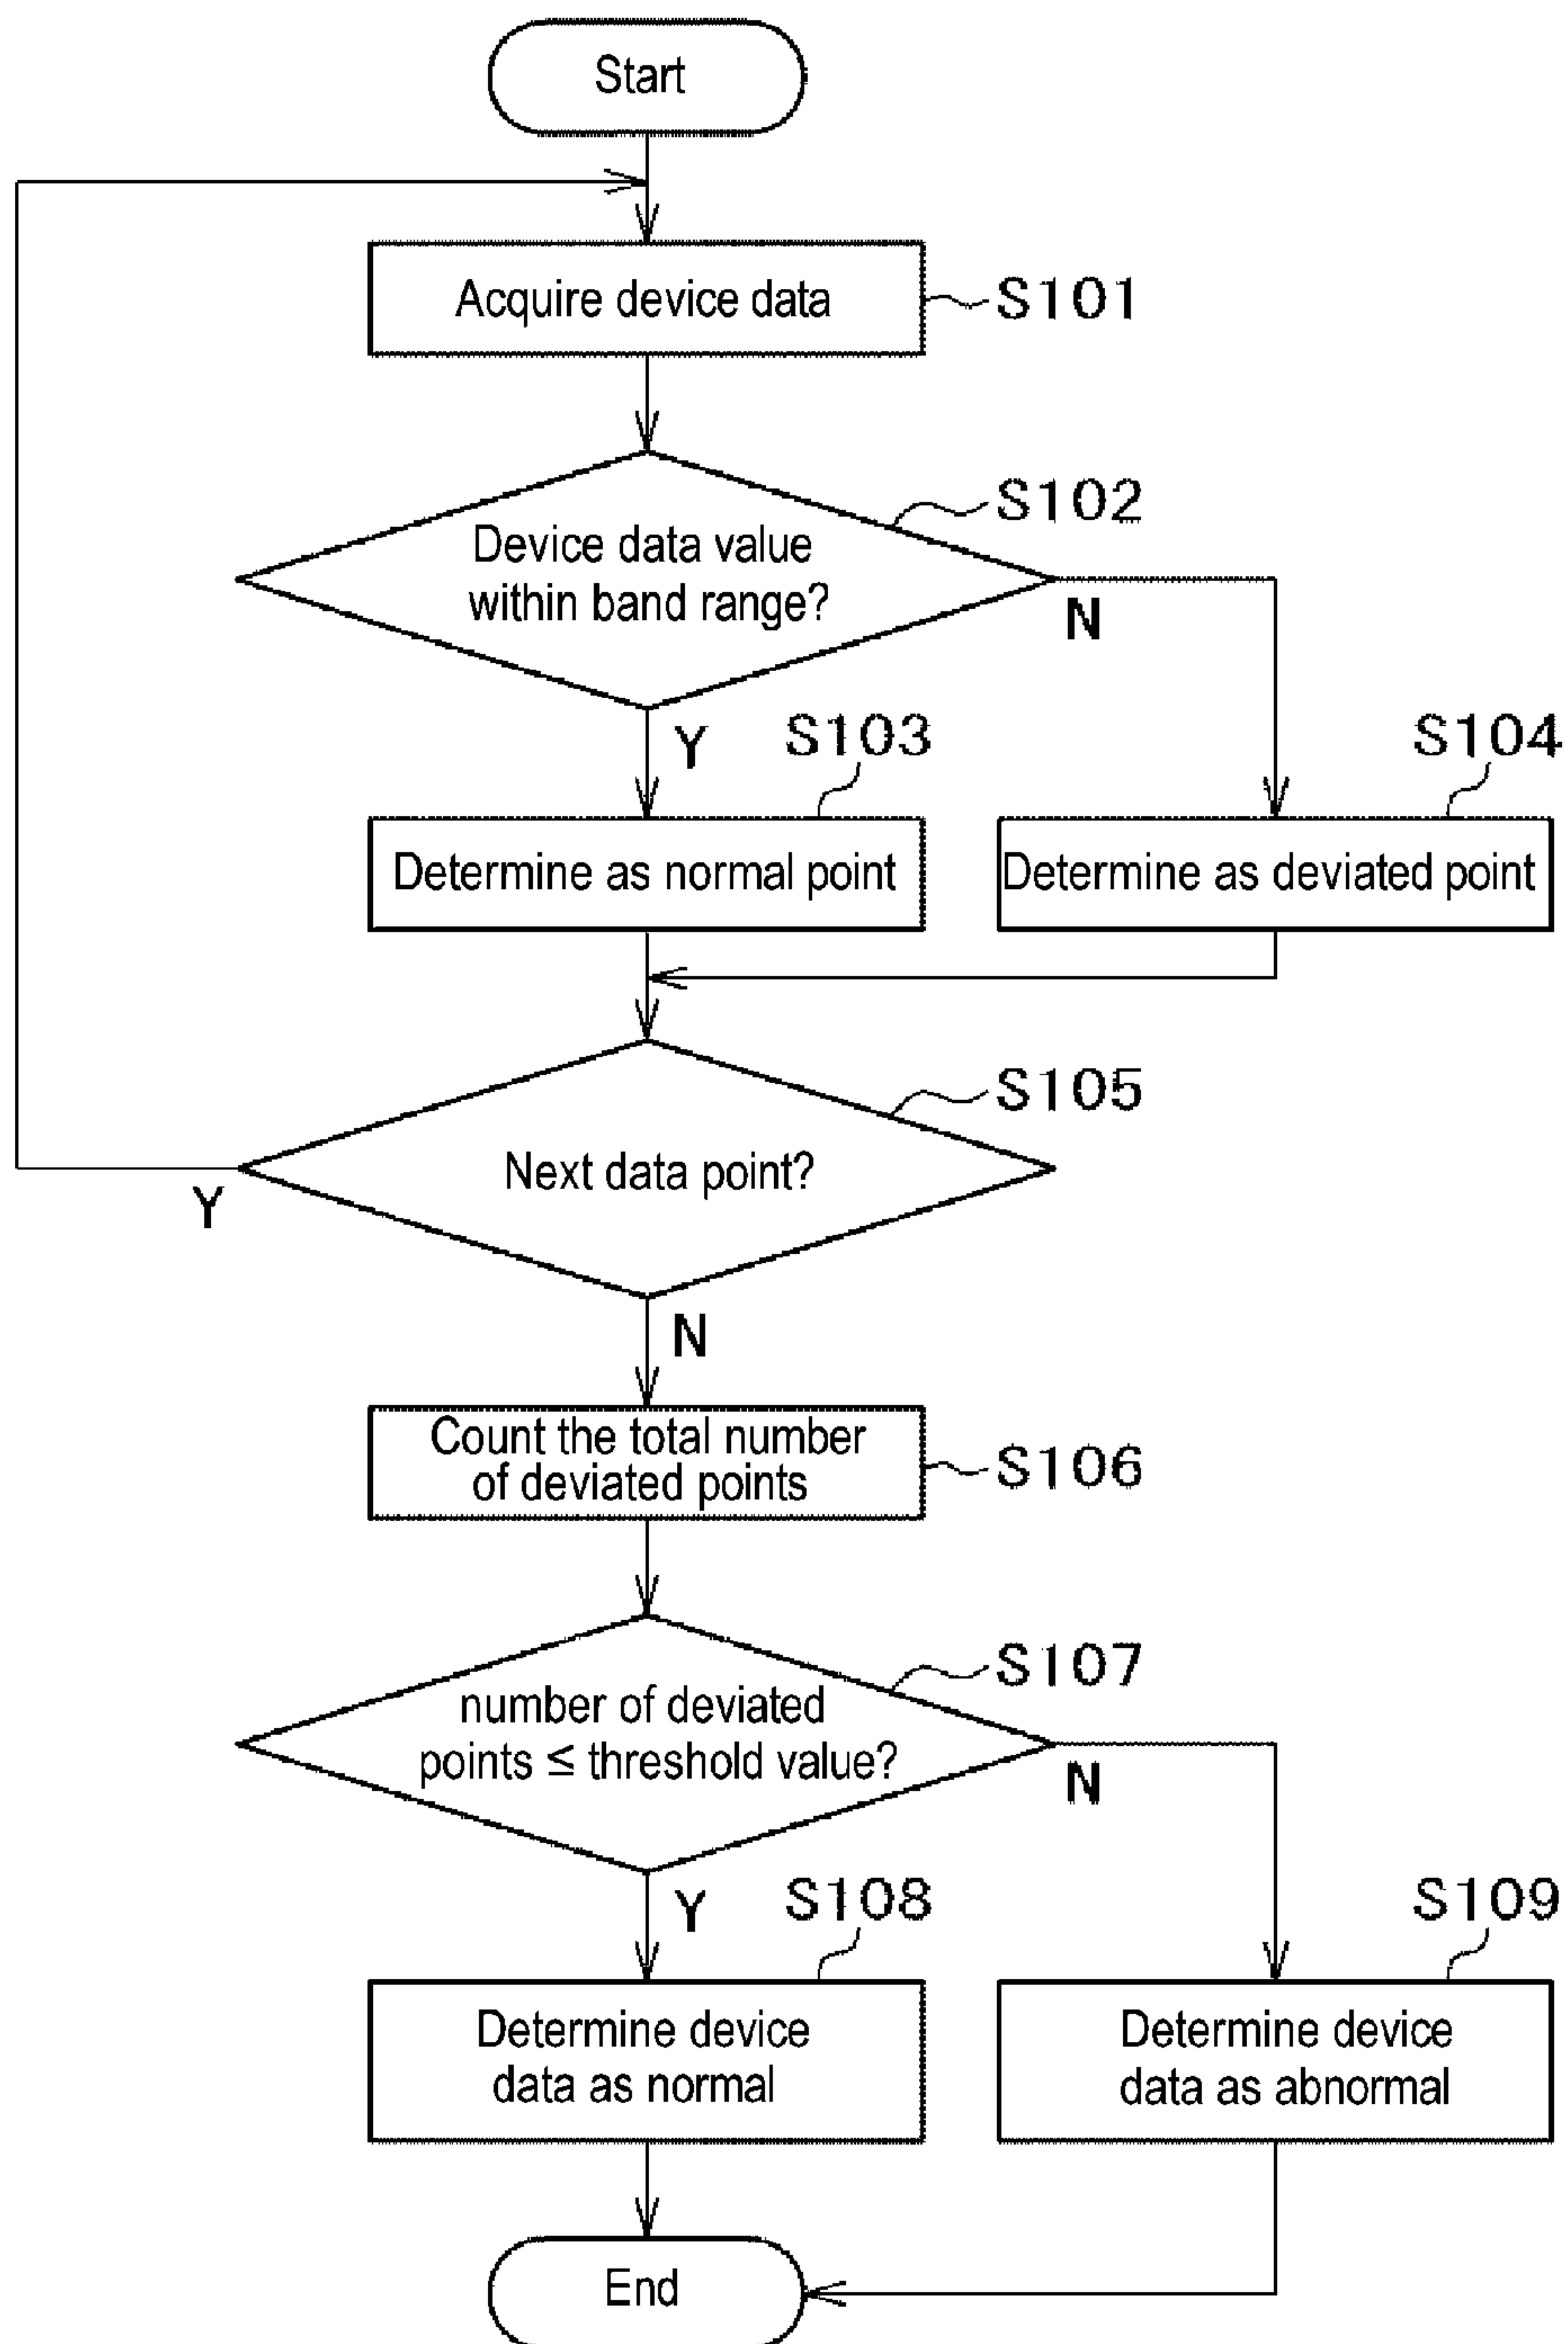 Start
Acquire device data
S101
S102
Device data value
within band range?
N
Y
S103
S104
Determine as normal point
Determine as deviated point
S105
Next data point?
Y
N
Count the total number
of deviated points
S106
S107
number of deviated
points ≤ threshold value?
N
Y
S108
S109
Determine device
data as normal
Determine device
data as abnormal
End